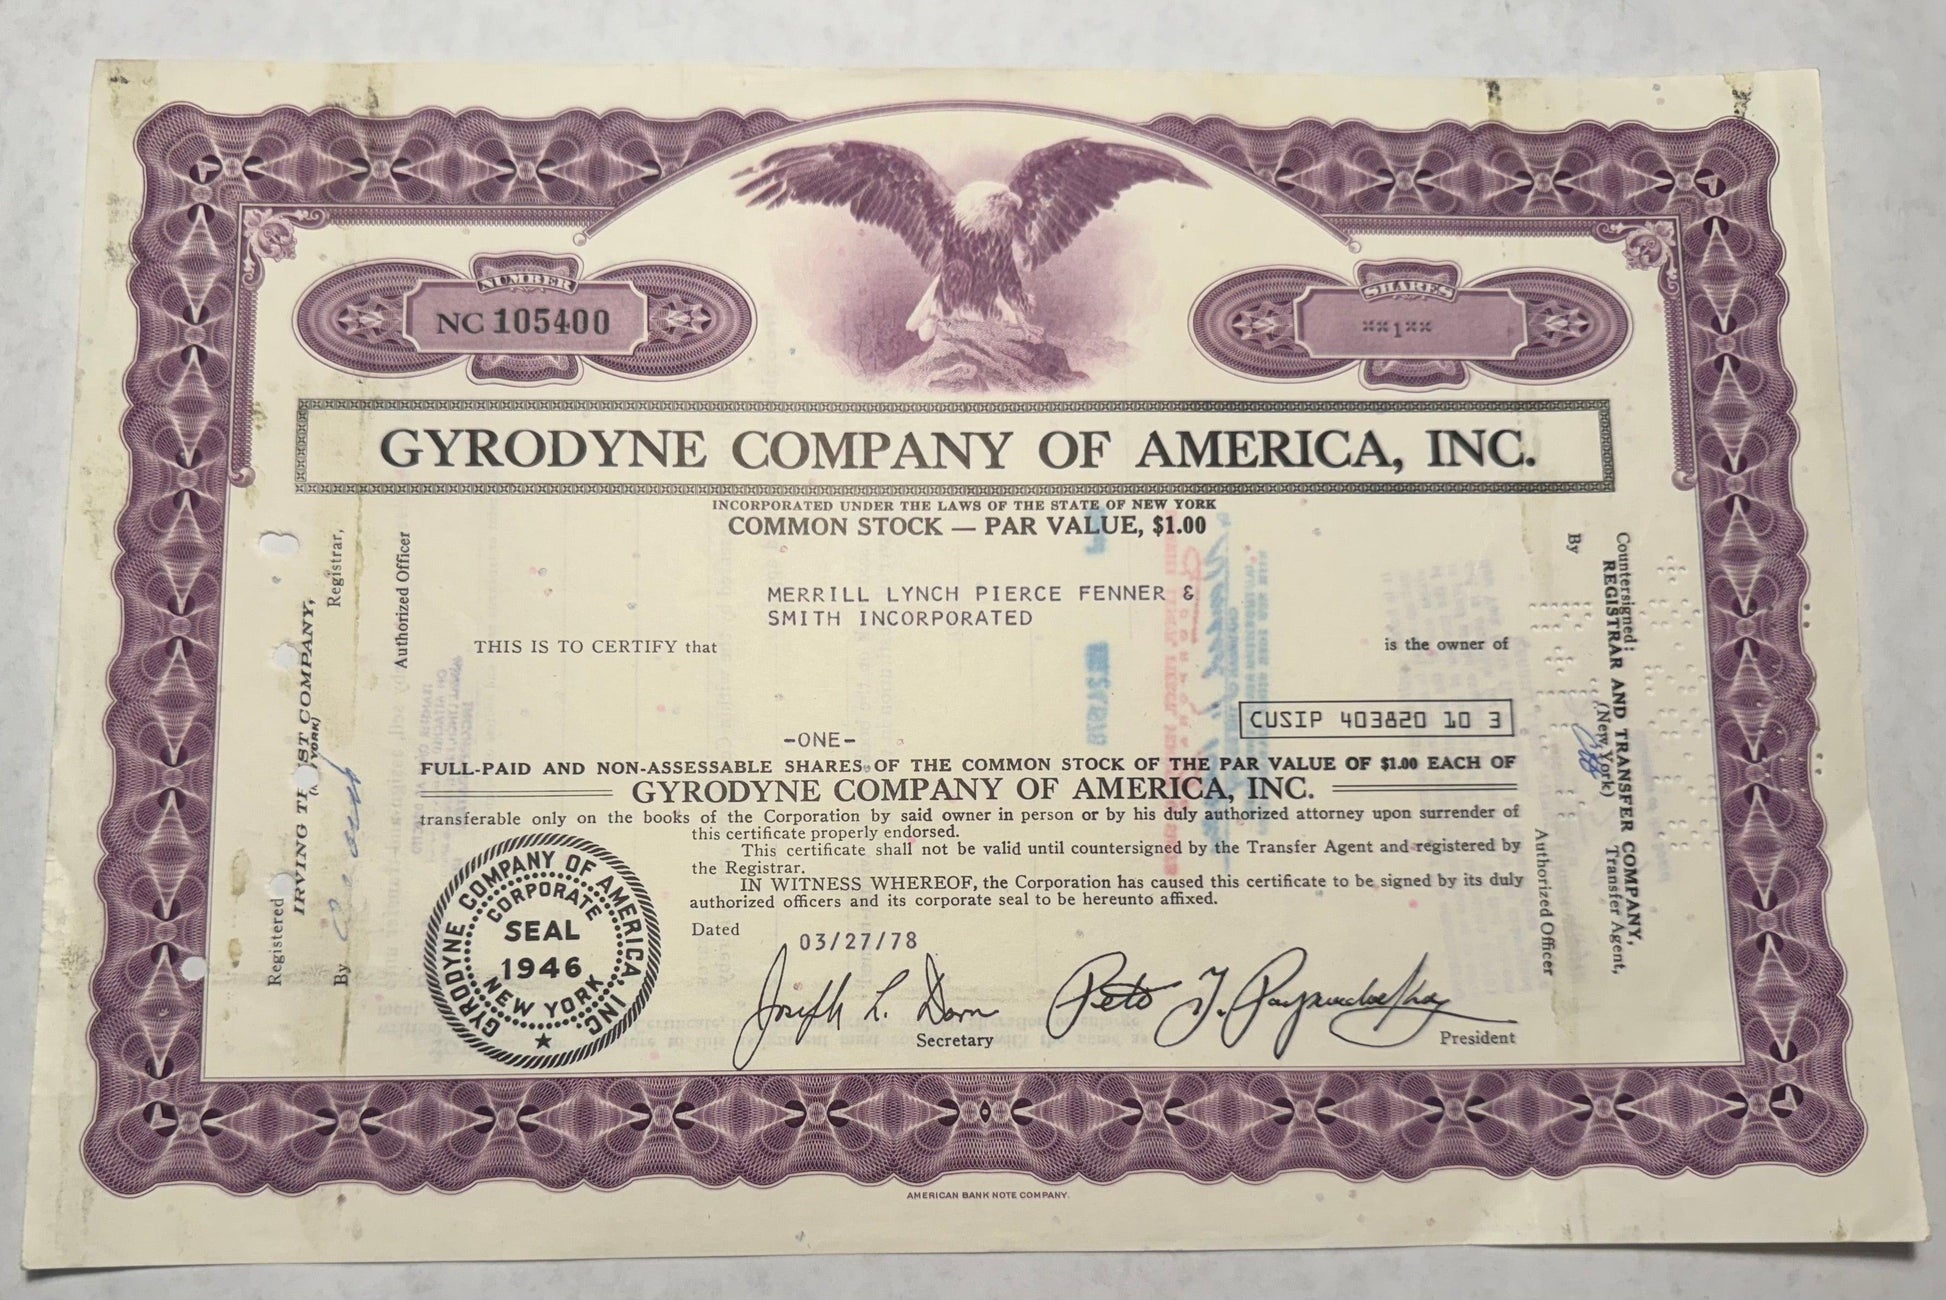 NUMBER
NC 105400
SHARES
**1**
GYRODYNE COMPANY OF AMERICA, INC.
INCORPORATED UNDER THE LAWS OF THE STATE OF NEW YORK
COMMON STOCK — PAR VALUE, $1.00
MERRILL LYNCH PIERCE FENNER &
SMITH INCORPORATED
THIS IS TO CERTIFY that
is the owner of
CUSIP 403820 10 3
-ONE-
FULL-PAID AND NON-ASSESSABLE SHARES OF THE COMMON STOCK OF THE PAR VALUE OF $1.00 EACH OF
GYRODYNE COMPANY OF AMERICA, INC.
transferable only on the books of the Corporation by said owner in person or by his duly authorized attorney upon surrender of
this certificate properly endorsed.
This certificate shall not be valid until countersigned by the Transfer Agent and registered by
the Registrar.
IN WITNESS WHEREOF, the Corporation has caused this certificate to be signed by its duly
authorized officers and its corporate seal to be hereunto affixed.
Dated
03/27/78
Joseph L. Dorn
Secretary
Peter
President
GYRODYNE COMPANY OF AMERICA, INC.
CORPORATE
SEAL
1946
NEW YORK
Registered
IRVING COMPANY,
YORK)
Registrar,
By
Authorized Officer
Countersigned:
REGISTRAR AND TRANSFER COMPANY,
(New York)
Transfer Agent,
By
Authorized Officer
AMERICAN BANK NOTE COMPANY.